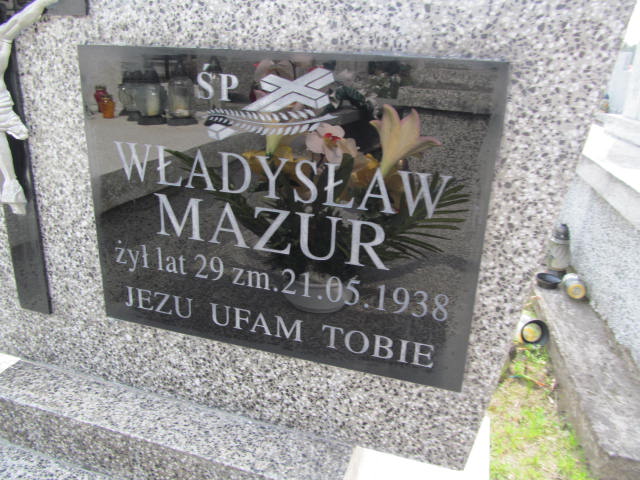 ŚP
WŁADYSŁAW
MAZUR
żył lat 29 zm. 21.05.1938
JEZU UFAM TOBIE